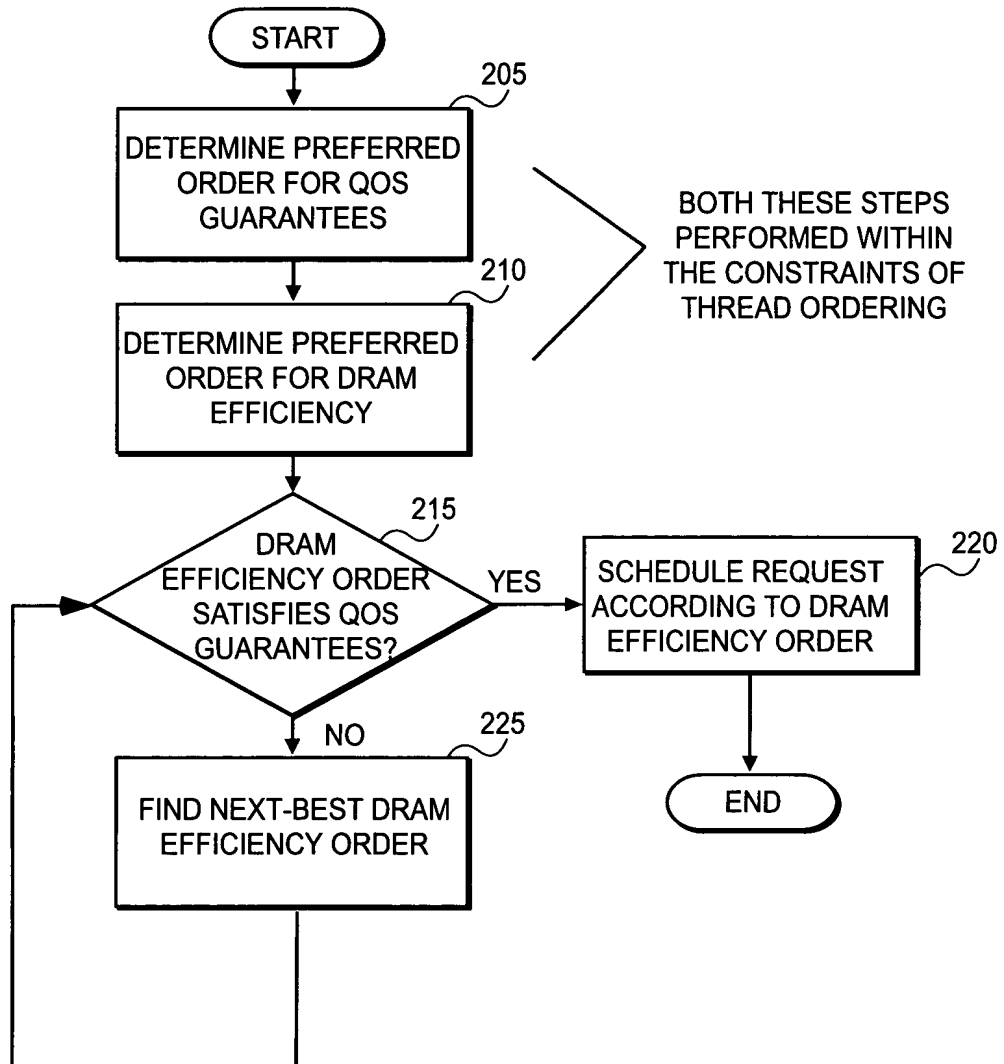 START
205
DETERMINE PREFERRED
ORDER FOR QOS
GUARANTEES
BOTH THESE STEPS
PERFORMED WITHIN
THE CONSTRAINTS OF
THREAD ORDERING
210
DETERMINE PREFERRED
ORDER FOR DRAM
EFFICIENCY
215
DRAM
EFFICIENCY ORDER
SATISFIES QOS
GUARANTEES?
YES
220
SCHEDULE REQUEST
ACCORDING TO DRAM
EFFICIENCY ORDER
NO
225
FIND NEXT-BEST DRAM
EFFICIENCY ORDER
END